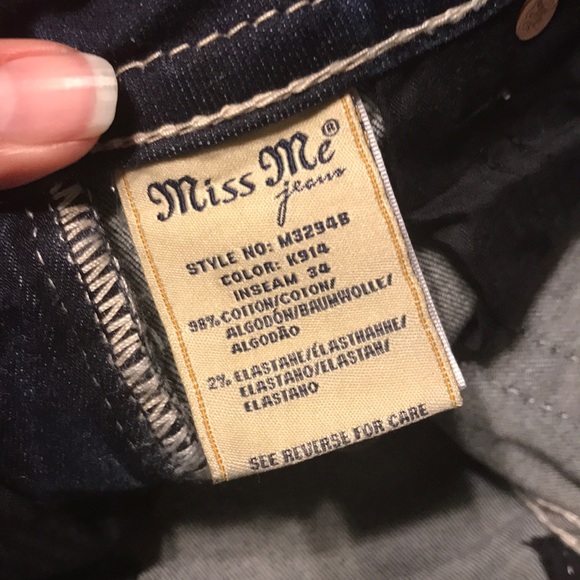 Miss Me®
jeans
STYLE NO: M3294B
COLOR: K914
INSEAM 34
98% COTTON/COTON/
ALGODÓN/BAUMWOLLE/
ALGODÃO
2% ELASTANE/ÉLASTHANNE/
ELASTANO/ELASTAN/
ELASTANO
SEE REVERSE FOR CARE